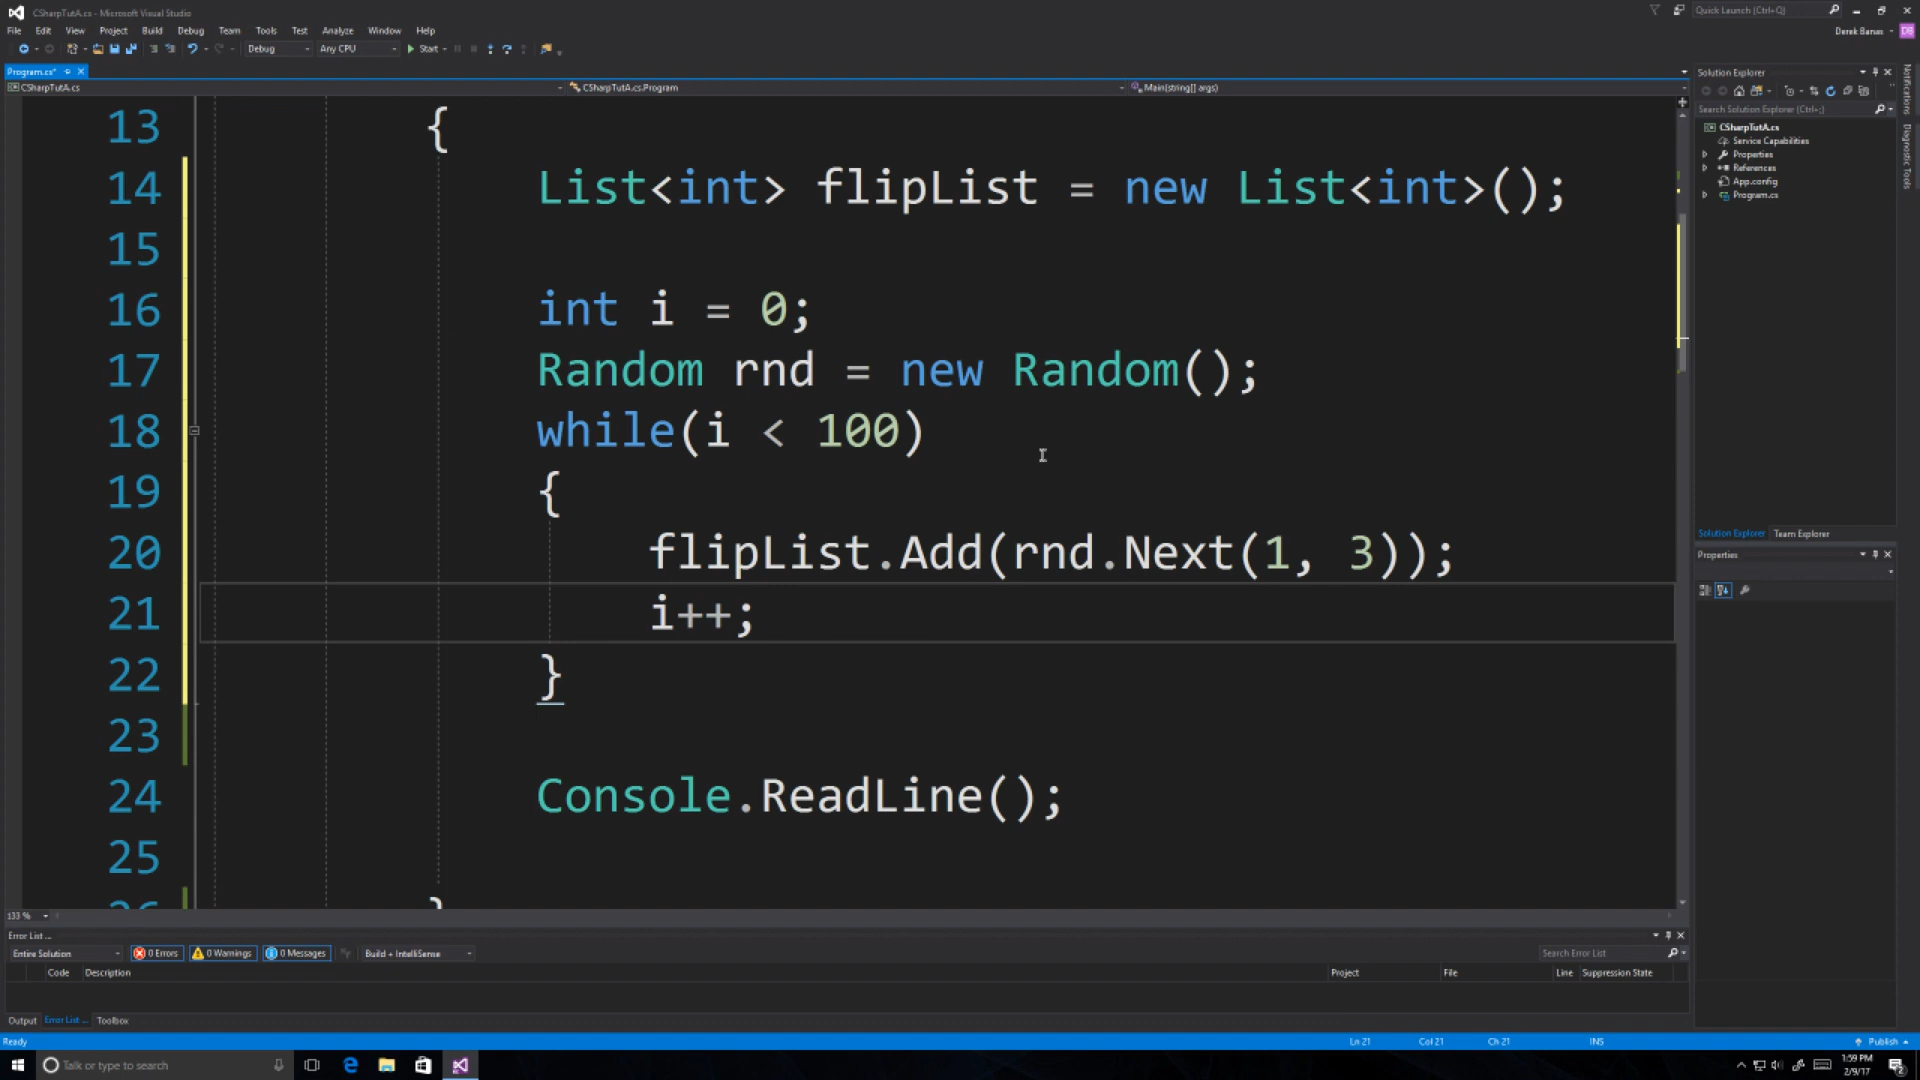 CSharpTutA.cs - Microsoft Visual Studio
Quick Launch (Ctrl+Q)
File Edit View Project Build Debug Team Tools Test Analyze Window Help
Derek Banas
DB
Debug Any CPU Start
Program.cs*
CSharpTutA.cs CSharpTutA.cs.Program Main(string[] args)
13 {
14 List<int> flipList = new List<int>();
15
16 int i = 0;
17 Random rnd = new Random();
18 while(i < 100)
19 {
20 flipList.Add(rnd.Next(1, 3));
21 i++;
22 }
23
24 Console.ReadLine();
25
26 }
133 %
Solution Explorer
Search Solution Explorer (Ctrl+;)
CSharpTutA.cs
Service Capabilities
Properties
References
App.config
Program.cs
Solution Explorer Team Explorer
Properties
Notifications
Diagnostic Tools
Error List ...
Entire Solution 0 Errors 0 Warnings 0 Messages Build + IntelliSense Search Error List
Code Description Project File Line Suppression State
Output Error List ... Toolbox
Ready Ln 21 Col 21 Ch 21 INS Publish
Talk or type to search
1:59 PM
2/9/17
2